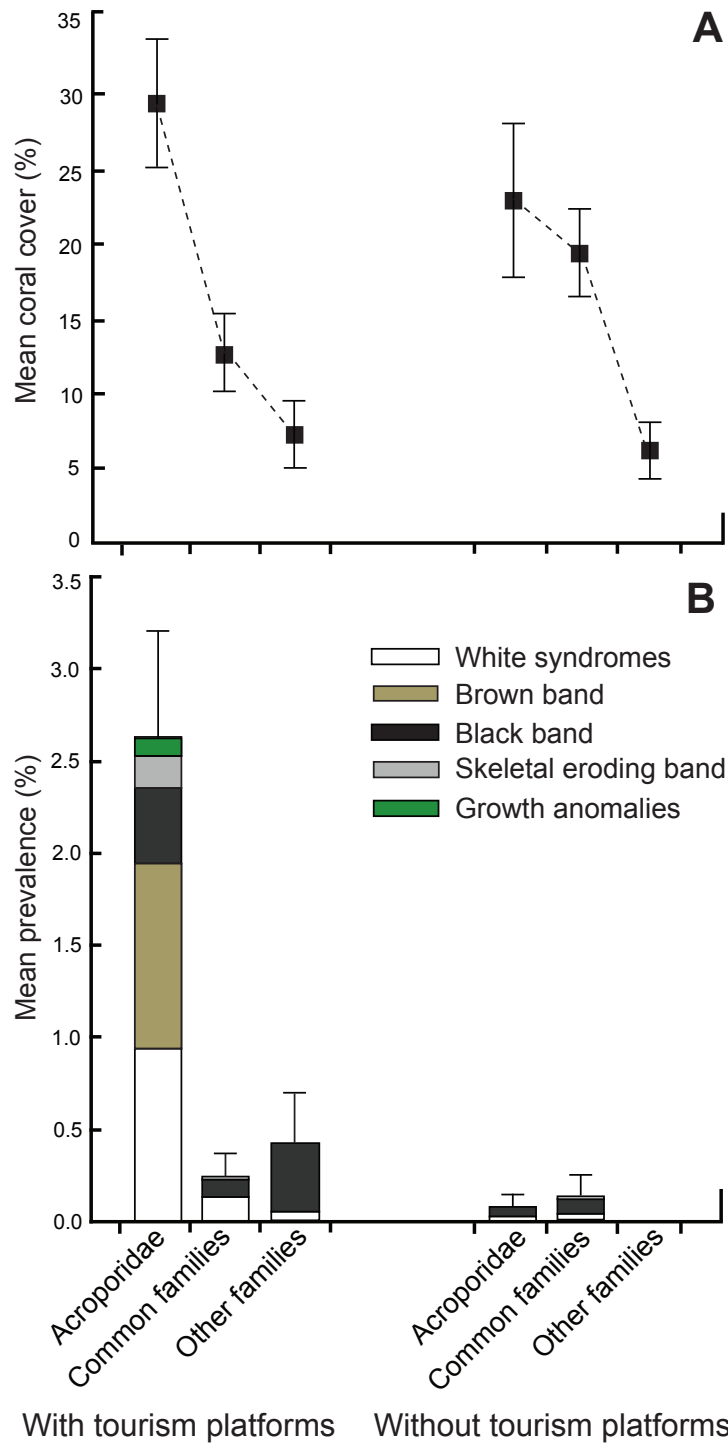 A
Mean coral cover (%)
35
30
25
20
15
10
5
0
B
Mean prevalence (%)
3.5
3.0
2.5
2.0
1.5
1.0
0.5
0.0
White syndromes
Brown band
Black band
Skeletal eroding band
Growth anomalies
Acroporidae
Common families
Other families
Acroporidae
Common families
Other families
With tourism platforms
Without tourism platforms